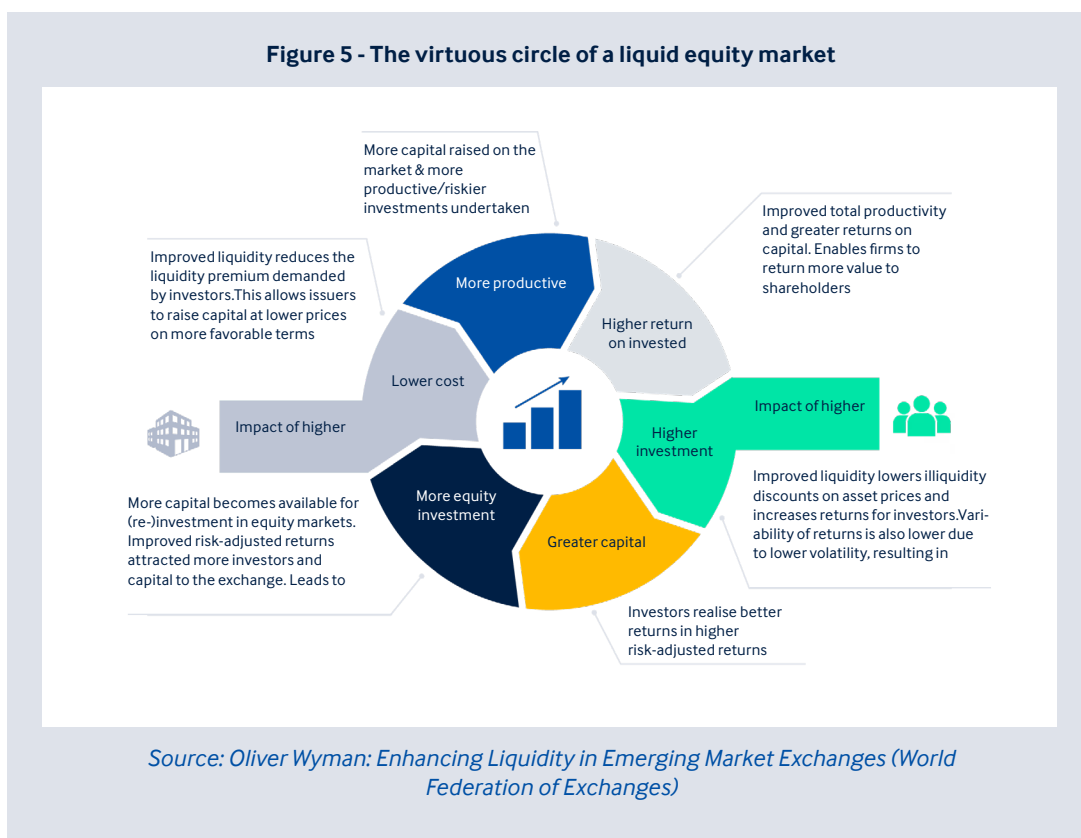 Figure 5 - The virtuous circle of a liquid equity market
More capital raised on the
market & more
productive/riskier
investments undertaken
Improved total productivity
and greater returns on
capital. Enables firms to
return more value to
shareholders
Improved liquidity reduces the
liquidity premium demanded
by investors.This allows issuers
to raise capital at lower prices
on more favorable terms
More productive
Higher return
on invested
Lower cost
Impact of higher
Impact of higher
Higher
investment
More equity
investment
Greater capital
More capital becomes available for
(re-)investment in equity markets.
Improved risk-adjusted returns
attracted more investors and
capital to the exchange. Leads to
Improved liquidity lowers illiquidity
discounts on asset prices and
increases returns for investors.Vari-
ability of returns is also lower due
to lower volatility, resulting in
Investors realise better
returns in higher
risk-adjusted returns
Source: Oliver Wyman: Enhancing Liquidity in Emerging Market Exchanges (World
Federation of Exchanges)